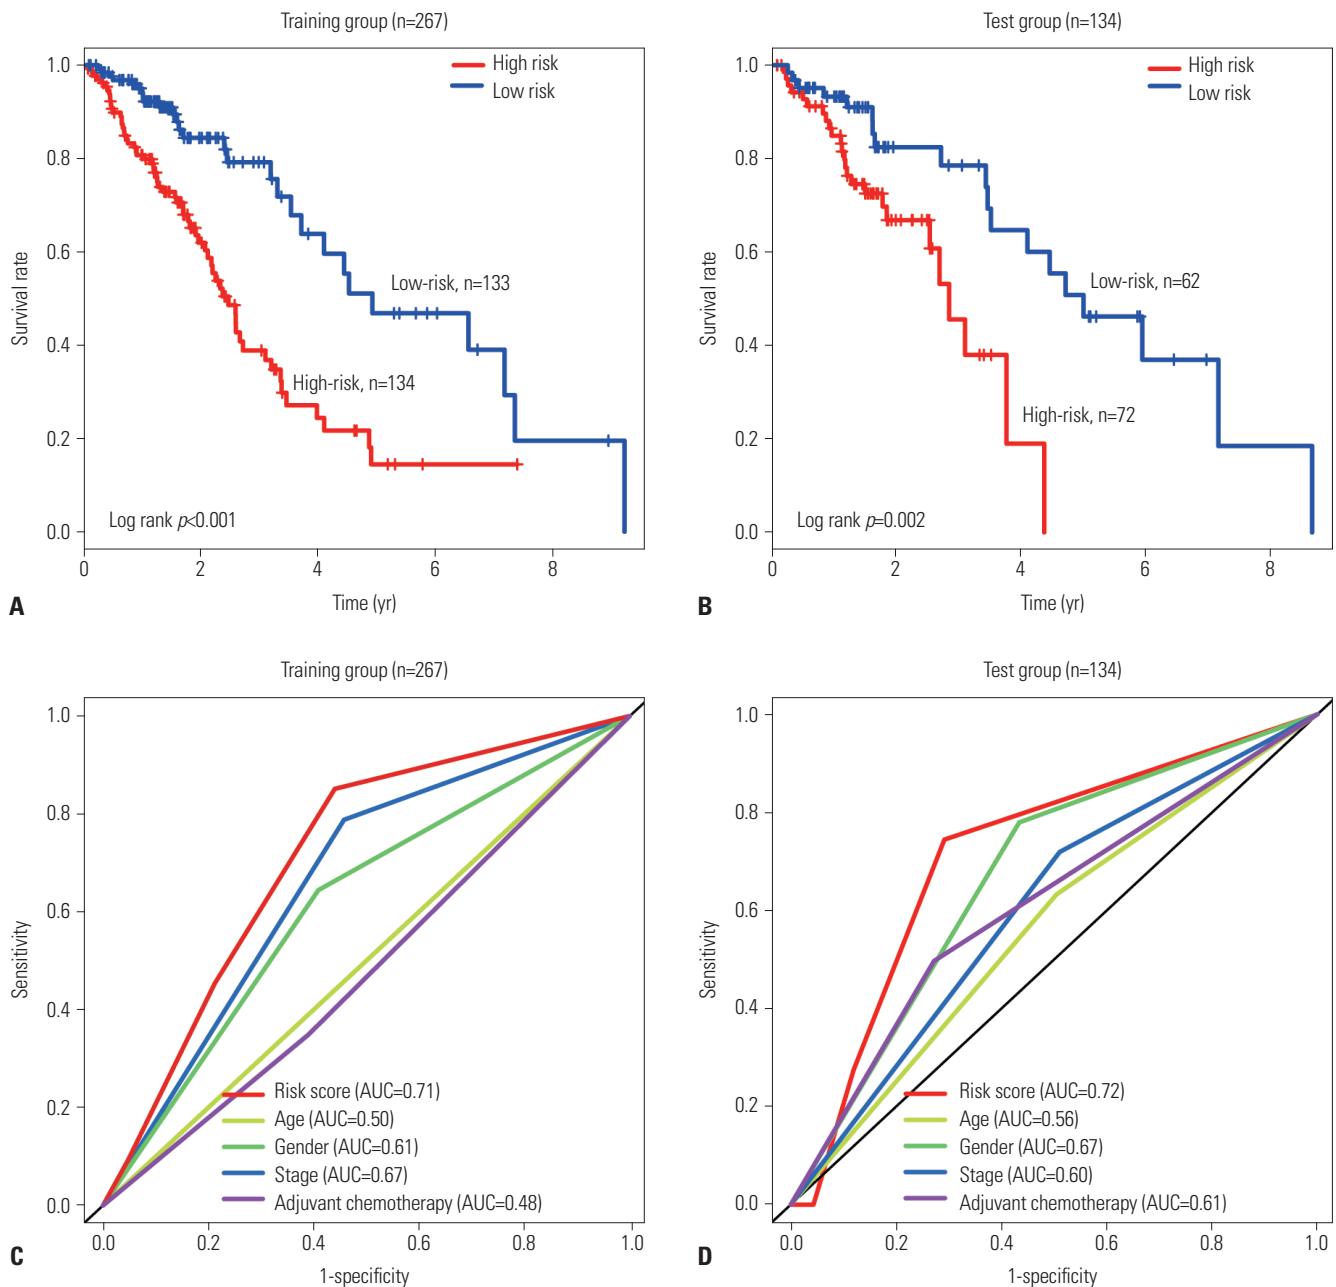 Training group (n=267)
High risk
Low risk
1.0
0.8
0.6
0.4
0.2
0.0
Survival rate
Low-risk, n=133
High-risk, n=134
Log rank p<0.001
0 2 4 6 8
Time (yr)
A
Test group (n=134)
High risk
Low risk
1.0
0.8
0.6
0.4
0.2
0.0
Survival rate
Low-risk, n=62
High-risk, n=72
Log rank p=0.002
0 2 4 6 8
Time (yr)
B
Training group (n=267)
1.0
0.8
0.6
0.4
0.2
0.0
Sensitivity
Risk score (AUC=0.71)
Age (AUC=0.50)
Gender (AUC=0.61)
Stage (AUC=0.67)
Adjuvant chemotherapy (AUC=0.48)
0.0 0.2 0.4 0.6 0.8 1.0
1-specificity
C
Test group (n=134)
1.0
0.8
0.6
0.4
0.2
0.0
Sensitivity
Risk score (AUC=0.72)
Age (AUC=0.56)
Gender (AUC=0.67)
Stage (AUC=0.60)
Adjuvant chemotherapy (AUC=0.61)
0.0 0.2 0.4 0.6 0.8 1.0
1-specificity
D